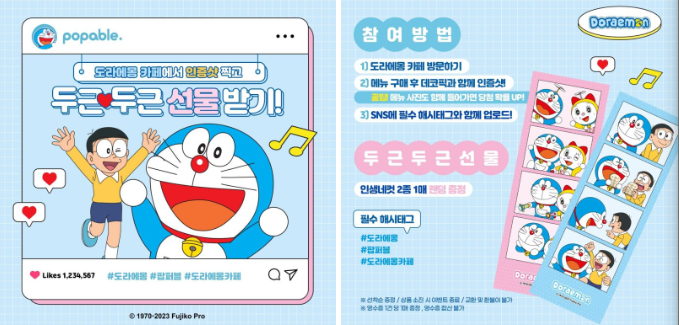 popable.
도라에몽 카페에서 인증샷 찍고
두근두근 선물 받기!
Likes 1,234,567 #도라에몽 #팝퍼블 #도라에몽카페
© 1970-2023 Fujiko Pro
Doraemon
참여방법
1) 도라에몽 카페 방문하기
2) 메뉴 구매 후 데코픽과 함께 인증샷!
꿀팁! 메뉴 사진도 함께 들어가면 당첨 확률 UP!
3) SNS에 필수 해시태그와 함께 업로드!
두근두근선물
인생네컷 2종 1매 랜덤 증정
필수 해시태그
#도라에몽
#팝퍼블
#도라에몽카페
Doraemon
Doraemon
※ 선착순 증정 / 상품 소진 시 이벤트 종료 / 교환 및 환불이 불가
※ 영수증 1건 당 1매 증정, 영수증 합산 불가